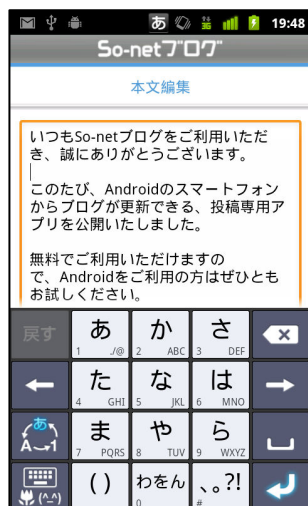 あ 3G 19:48
So-netブログ
本文編集
いつもSo-netブログをご利用いただ
き、誠にありがとうございます。
このたび、Androidのスマートフォン
からブログが更新できる、投稿専用ア
プリを公開いたしました。
無料でご利用いただけますの
で、Androidをご利用の方はぜひとも
お試しください。
戻す あ 1 ./@ か 2 ABC さ 3 DEF
た 4 GHI な 5 JKL は 6 MNO
あ A 1 ま 7 PQRS や 8 TUV ら 9 WXYZ
(^_^) ( ) わをん 0 、。?! #